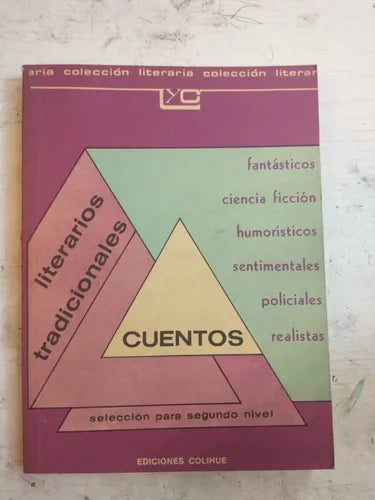 aria colección literaria colección literar
LyC
fantásticos
ciencia ficción
humorísticos
sentimentales
policiales
realistas
literarios
tradicionales
CUENTOS
selección para segundo nivel
EDICIONES COLIHUE